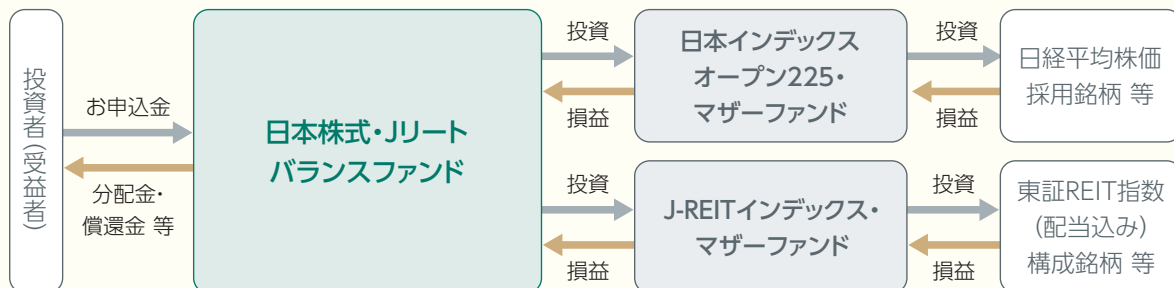 投資者(受益者)
お申込金
分配金・
償還金 等
日本株式・Jリート
バランスファンド
投資
損益
日本インデックス
オープン225・
マザーファンド
投資
損益
日経平均株価
採用銘柄 等
投資
損益
J-REITインデックス・
マザーファンド
投資
損益
東証REIT指数
(配当込み)
構成銘柄 等